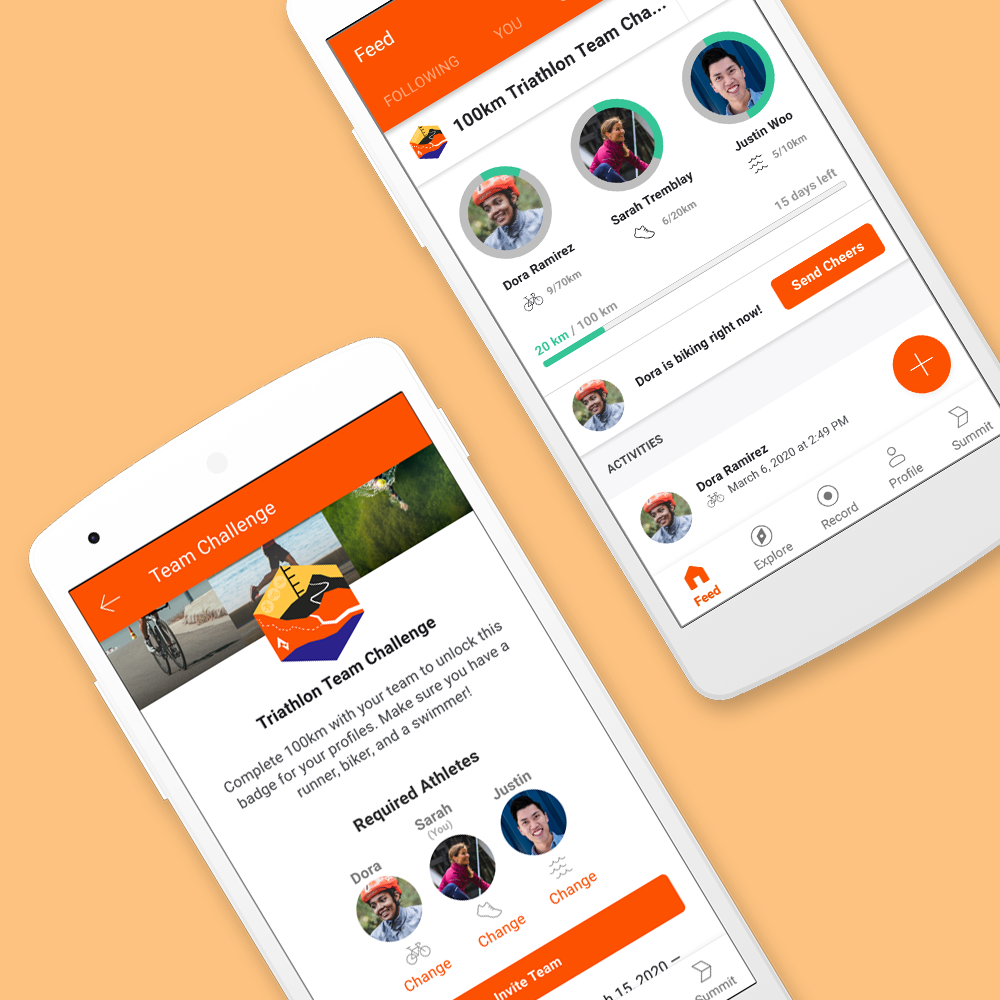 Feed
FOLLOWING
YOU
100km Triathlon Team Cha...
Dora Ramirez
9/70km
Sarah Tremblay
6/20km
Justin Woo
5/10km
20 km / 100 km
15 days left
Dora is biking right now!
Send Cheers
ACTIVITIES
Dora Ramirez
March 6, 2020 at 2:49 PM
Feed
Explore
Record
Profile
Summit
Team Challenge
Triathlon Team Challenge
Complete 100km with your team to unlock this
badge for your profiles. Make sure you have a
runner, biker, and a swimmer!
Required Athletes
Dora
Sarah
(You)
Justin
Change
Change
Change
Invite Team
15, 2020 —
Summit